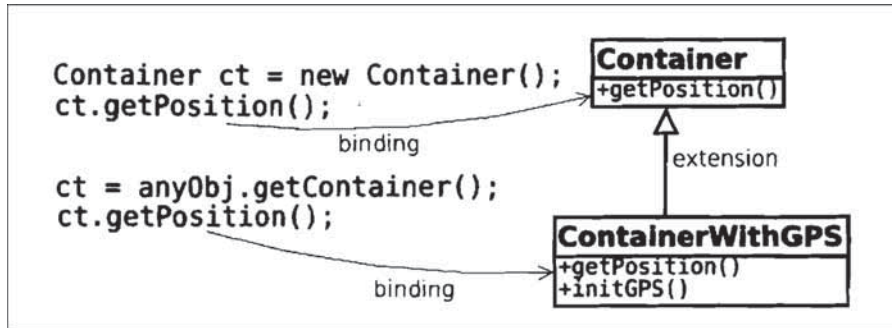 Container ct = new Container();
ct.getPosition();
binding
Container
+getPosition()
extension
ct = anyObj.getContainer();
ct.getPosition();
binding
ContainerWithGPS
+getPosition()
+initGPS()